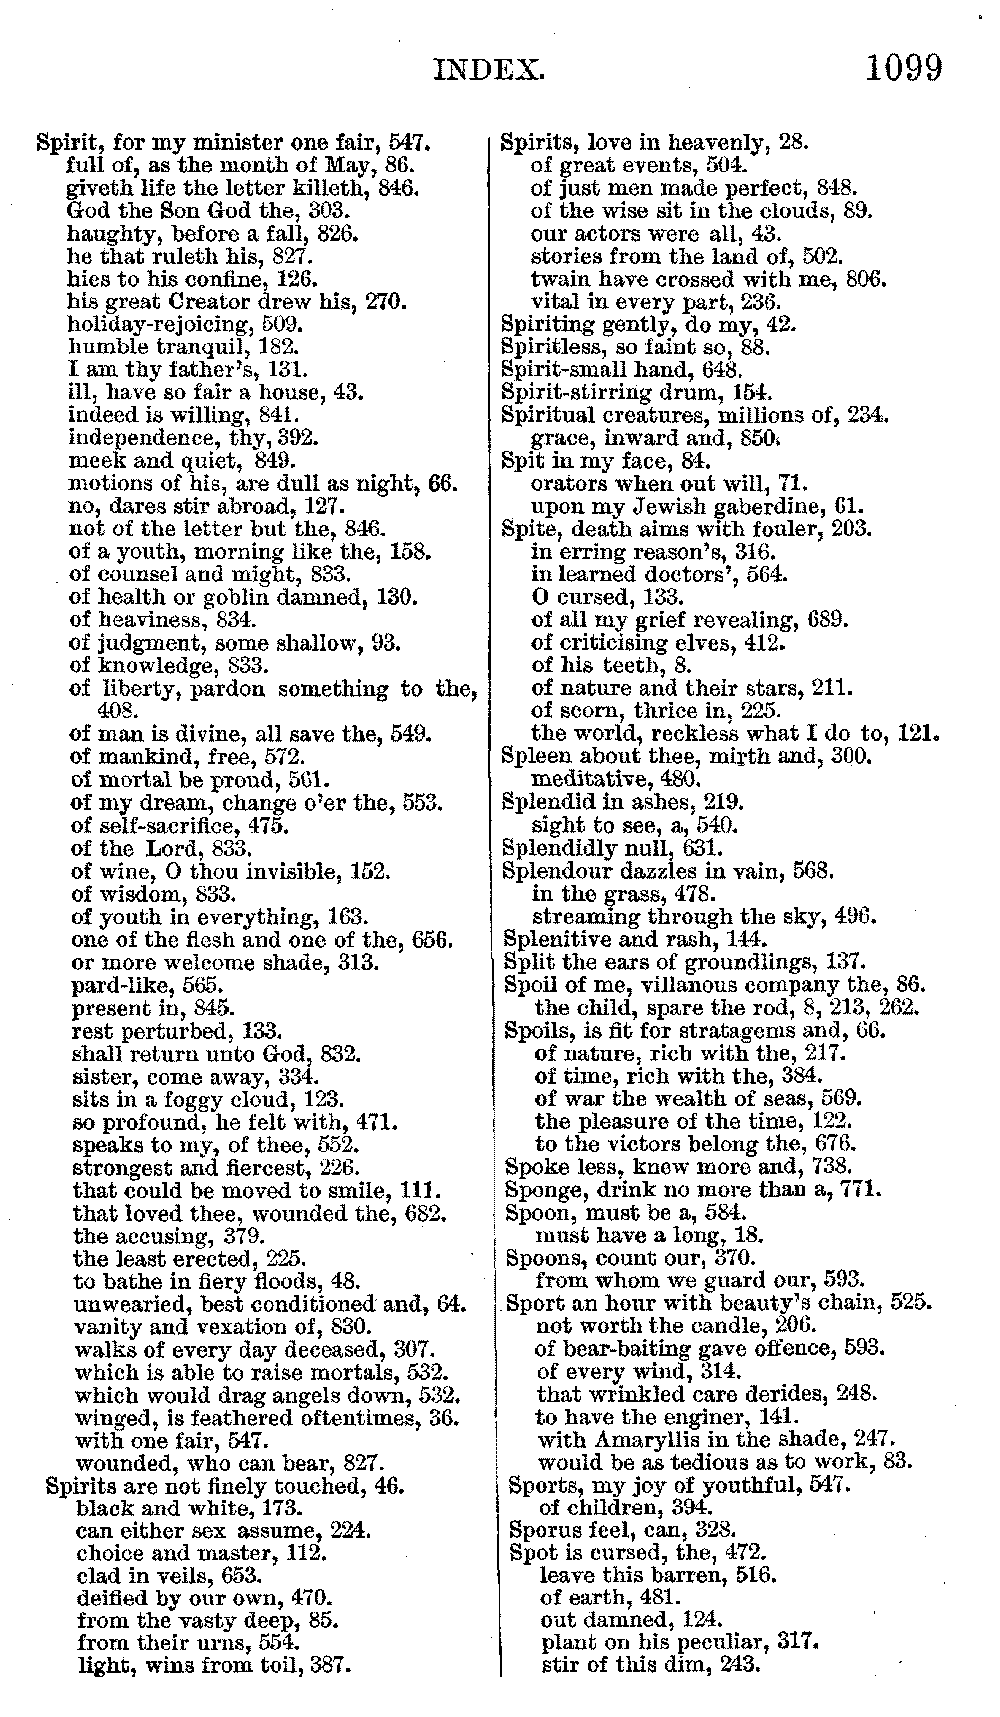 INDEX.
1099
Spirit, for my minister one fair, 547.
full of, as the month of May, 86.
giveth life the letter killeth, 846.
God the Son God the, 303.
haughty, before a fall, 826.
he that ruleth his, 827.
hies to his confine, 126.
his great Creator drew his, 270.
holiday-rejoicing, 509.
humble tranquil, 182.
I am thy father's, 131.
ill, have so fair a house, 43.
indeed is willing, 841.
independence, thy, 392.
meek and quiet, 849.
motions of his, are dull as night, 66.
no, dares stir abroad, 127.
not of the letter but the, 846.
of a youth, morning like the, 158.
of counsel and might, 833.
of health or goblin damned, 130.
of heaviness, 834.
of judgment, some shallow, 93.
of knowledge, 833.
of liberty, pardon something to the,
408.
of man is divine, all save the, 549.
of mankind, free, 572.
of mortal be proud, 561.
of my dream, change o'er the, 553.
of self-sacrifice, 475.
of the Lord, 833.
of wine, O thou invisible, 152.
of wisdom, 833.
of youth in everything, 163.
one of the flesh and one of the, 656.
or more welcome shade, 313.
pard-like, 565.
present in, 845.
rest perturbed, 133.
shall return unto God, 832.
sister, come away, 334.
sits in a foggy cloud, 123.
so profound, he felt with, 471.
speaks to my, of thee, 552.
strongest and fiercest, 226.
that could be moved to smile, 111.
that loved thee, wounded the, 682.
the accusing, 379.
the least erected, 225.
to bathe in fiery floods, 48.
unwearied, best conditioned and, 64.
vanity and vexation of, 830.
walks of every day deceased, 307.
which is able to raise mortals, 532.
which would drag angels down, 532.
winged, is feathered oftentimes, 36.
with one fair, 547.
wounded, who can bear, 827.
Spirits are not finely touched, 46.
black and white, 173.
can either sex assume, 224.
choice and master, 112.
clad in veils, 653.
deified by our own, 470.
from the vasty deep, 85.
from their urns, 554.
light, wins from toil, 387.
Spirits, love in heavenly, 28.
of great events, 504.
of just men made perfect, 848.
of the wise sit in the clouds, 89.
our actors were all, 43.
stories from the land of, 502.
twain have crossed with me, 806.
vital in every part, 236.
Spiriting gently, do my, 42.
Spiritless, so faint so, 88.
Spirit-small hand, 648.
Spirit-stirring drum, 154.
Spiritual creatures, millions of, 234.
grace, inward and, 850.
Spit in my face, 84.
orators when out will, 71.
upon my Jewish gaberdine, 61.
Spite, death aims with fouler, 203.
in erring reason's, 316.
in learned doctors', 564.
O cursed, 133.
of all my grief revealing, 689.
of criticising elves, 412.
of his teeth, 8.
of nature and their stars, 211.
of scorn, thrice in, 225.
the world, reckless what I do to, 121.
Spleen about thee, mirth and, 300.
meditative, 480.
Splendid in ashes, 219.
sight to see, a, 540.
Splendidly null, 631.
Splendour dazzles in vain, 568.
in the grass, 478.
streaming through the sky, 496.
Splenitive and rash, 144.
Split the ears of groundlings, 137.
Spoil of me, villanous company the, 86.
the child, spare the rod, 8, 213, 262.
Spoils, is fit for stratagems and, 66.
of nature, rich with the, 217.
of time, rich with the, 384.
of war the wealth of seas, 569.
the pleasure of the time, 122.
to the victors belong the, 676.
Spoke less, knew more and, 738.
Sponge, drink no more than a, 771.
Spoon, must be a, 584.
must have a long, 18.
Spoons, count our, 370.
from whom we guard our, 593.
Sport an hour with beauty's chain, 525.
not worth the candle, 206.
of bear-baiting gave offence, 593.
of every wind, 314.
that wrinkled care derides, 248.
to have the enginer, 141.
with Amaryllis in the shade, 247.
would be as tedious as to work, 83.
Sports, my joy of youthful, 547.
of children, 394.
Sporus feel, can, 328.
Spot is cursed, the, 472.
leave this barren, 516.
of earth, 481.
out damned, 124.
plant on his peculiar, 317.
stir of this dim, 243.